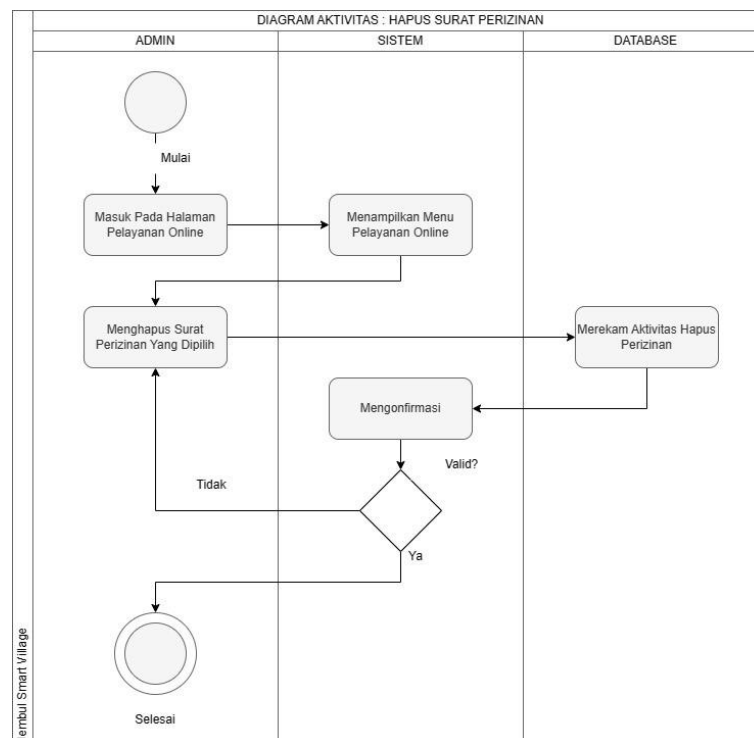 DIAGRAM AKTIVITAS : HAPUS SURAT PERIZINAN
ADMIN
SISTEM
DATABASE
Mulai
Masuk Pada Halaman
Pelayanan Online
Menampilkan Menu
Pelayanan Online
Menghapus Surat
Perizinan Yang Dipilih
Merekam Aktivitas Hapus
Perizinan
Mengonfirmasi
Valid?
Tidak
Ya
Selesai
Smart Village